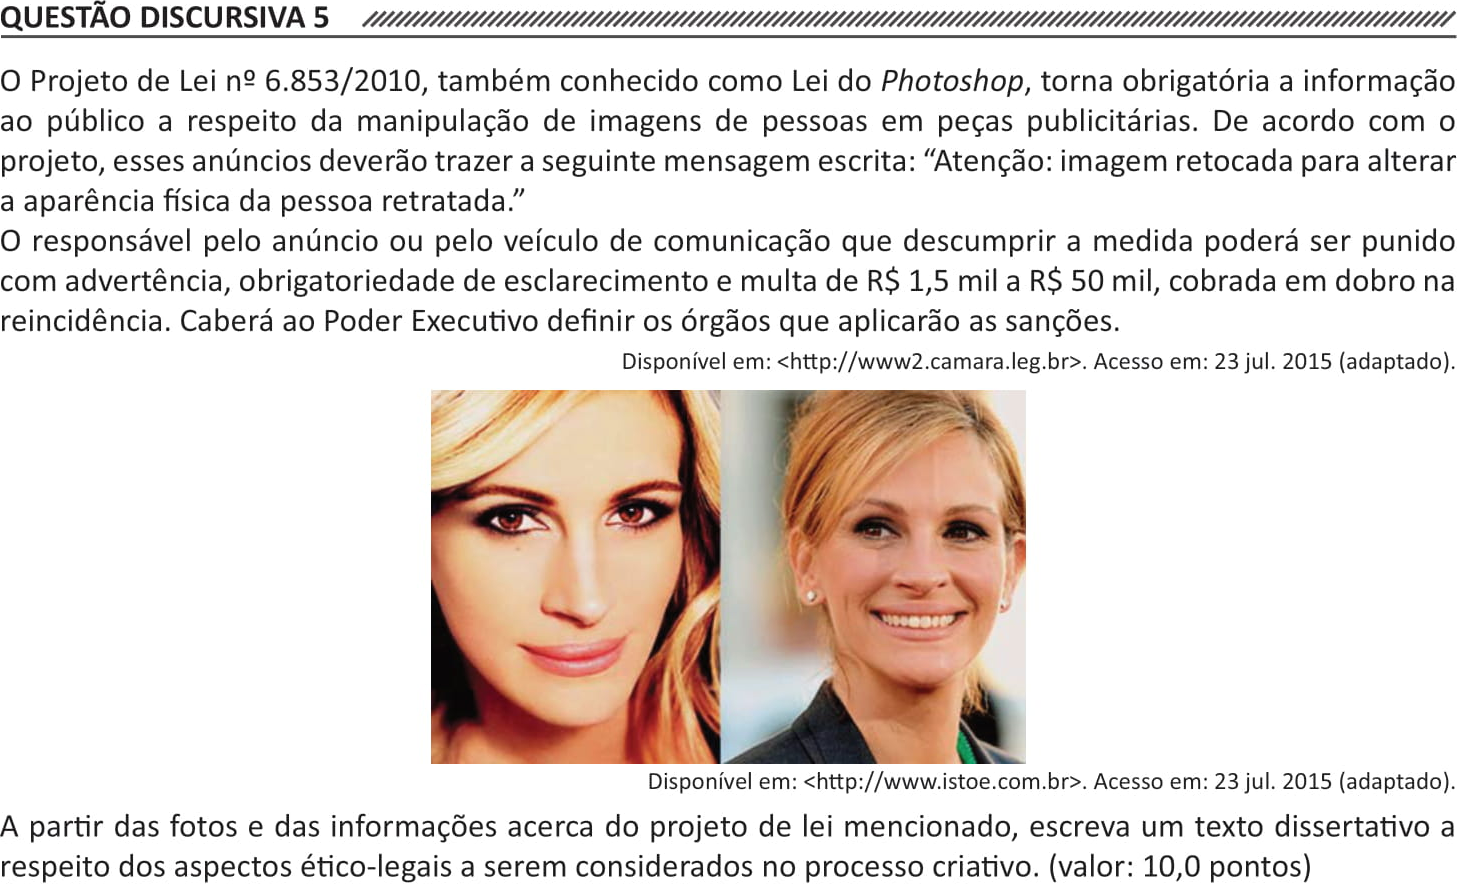 QUESTÃO DISCURSIVA 5
O Projeto de Lei nº 6.853/2010, também conhecido como Lei do Photoshop, torna obrigatória a informação
ao público a respeito da manipulação de imagens de pessoas em peças publicitárias. De acordo com o
projeto, esses anúncios deverão trazer a seguinte mensagem escrita: “Atenção: imagem retocada para alterar
a aparência física da pessoa retratada.”
O responsável pelo anúncio ou pelo veículo de comunicação que descumprir a medida poderá ser punido
com advertência, obrigatoriedade de esclarecimento e multa de R$ 1,5 mil a R$ 50 mil, cobrada em dobro na
reincidência. Caberá ao Poder Executivo definir os órgãos que aplicarão as sanções.
Disponível em: <http://www2.camara.leg.br>. Acesso em: 23 jul. 2015 (adaptado).
Disponível em: <http://www.istoe.com.br>. Acesso em: 23 jul. 2015 (adaptado).
A partir das fotos e das informações acerca do projeto de lei mencionado, escreva um texto dissertativo a
respeito dos aspectos ético-legais a serem considerados no processo criativo. (valor: 10,0 pontos)